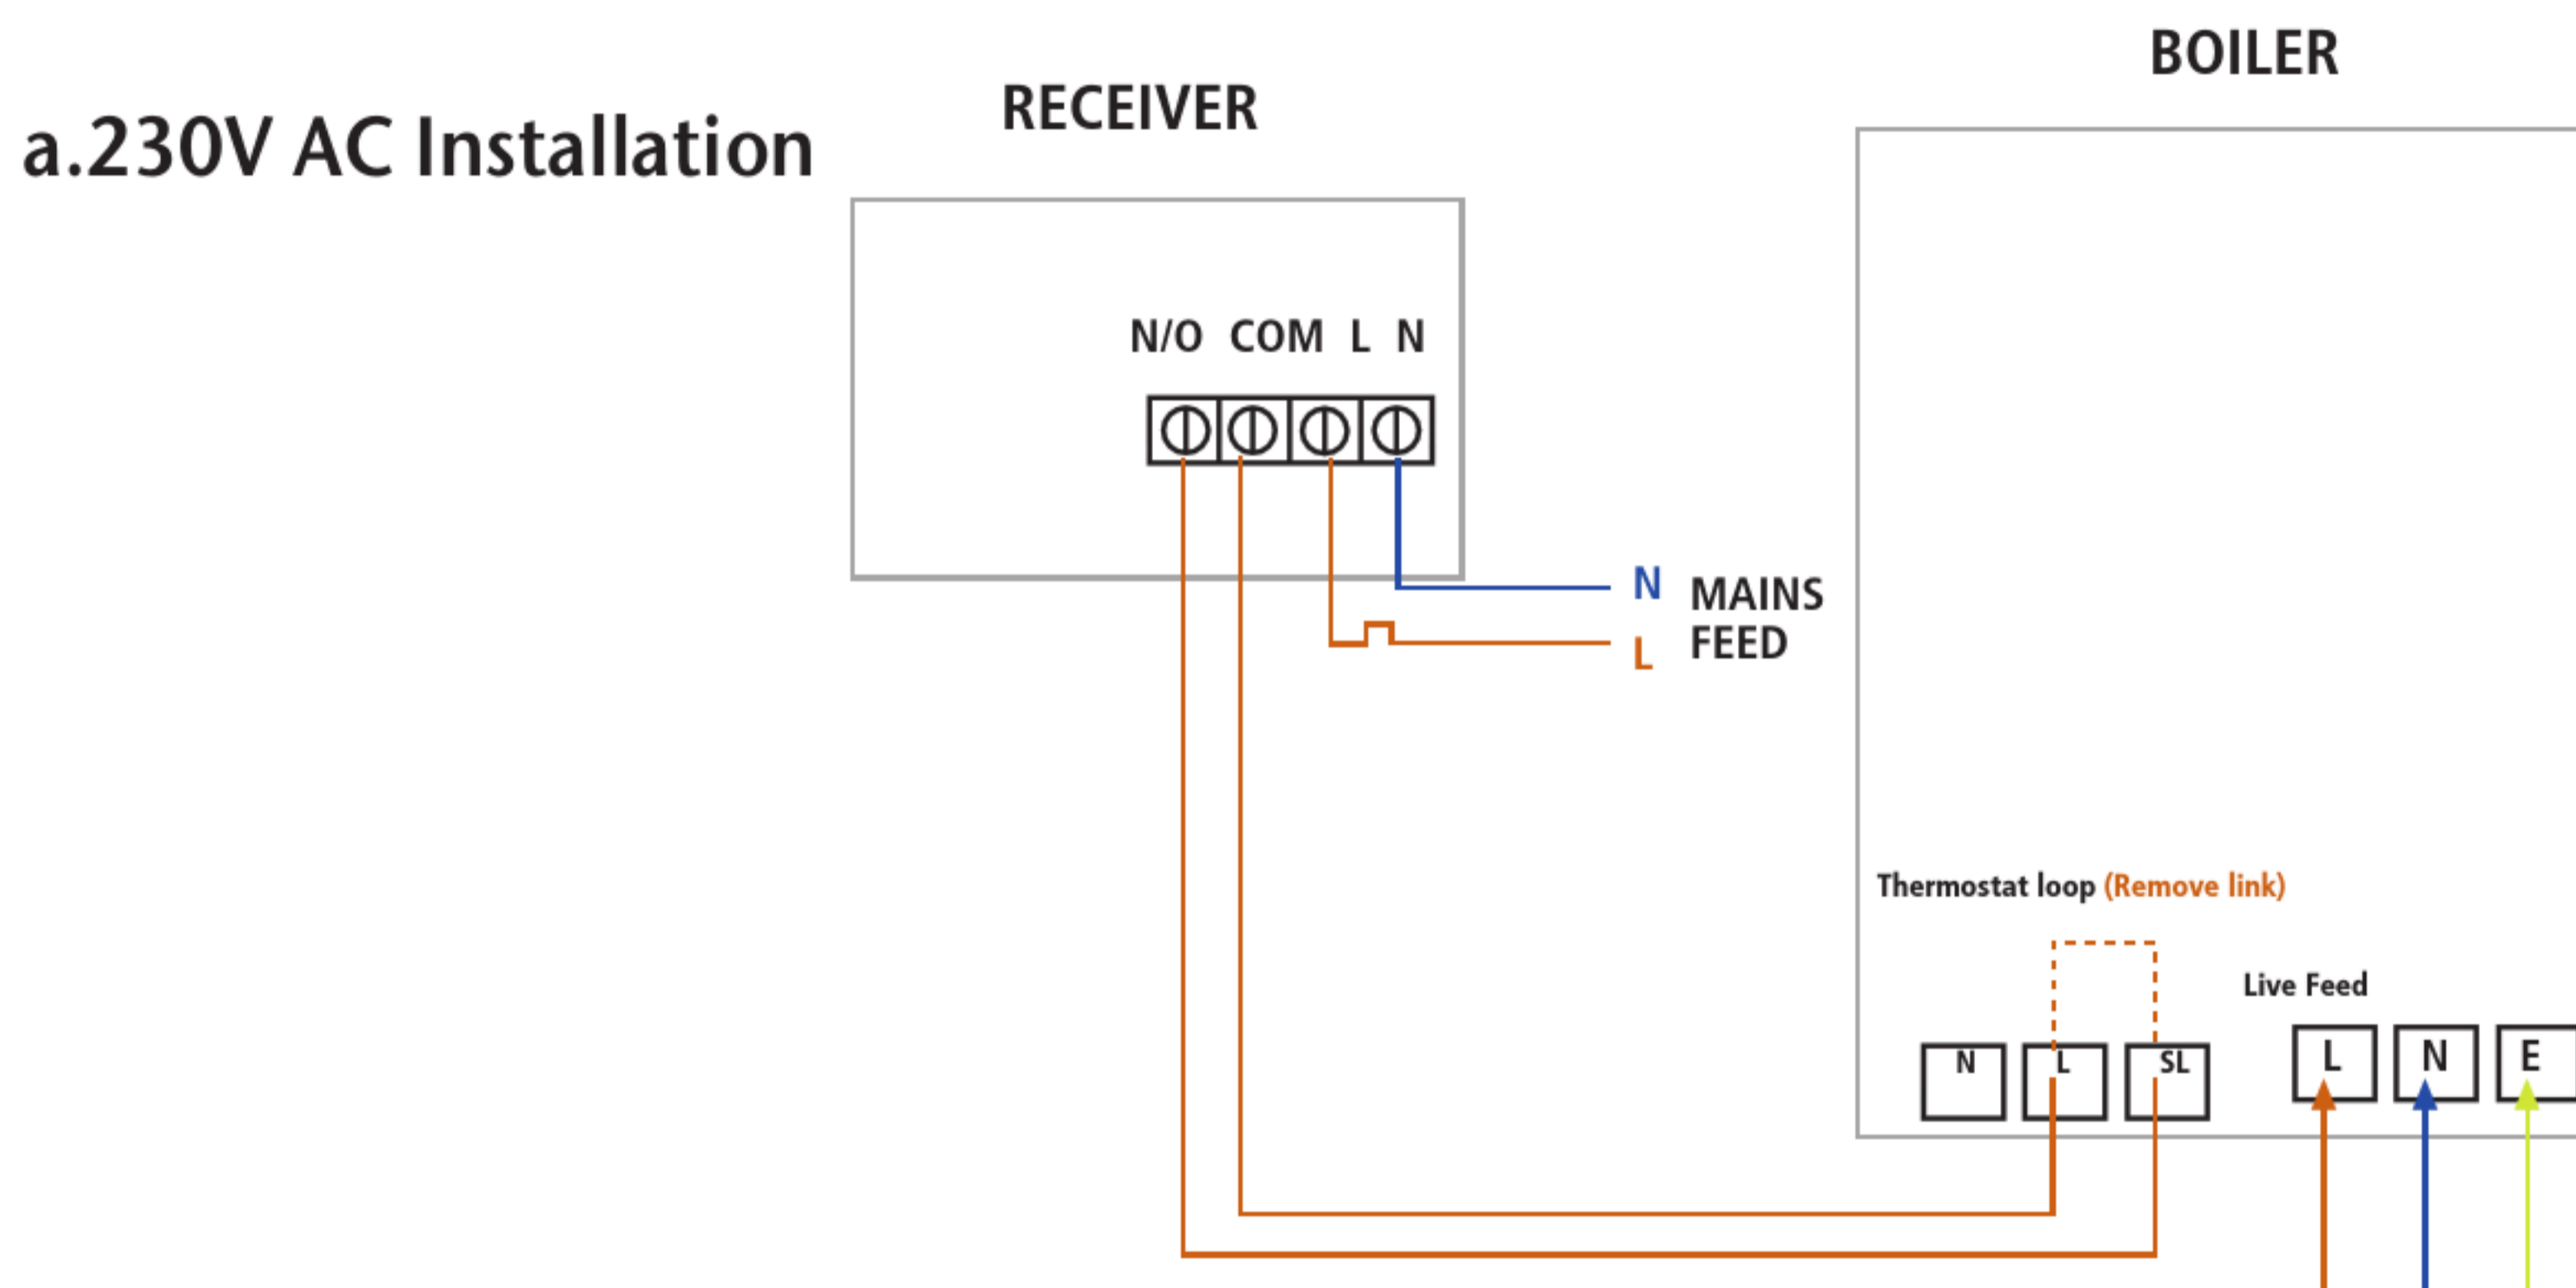 BOILER
RECEIVER
a.230V AC Installation
N/O COM L N
N MAINS
L FEED
Thermostat loop (Remove link)
Live Feed
N L SL
L N E